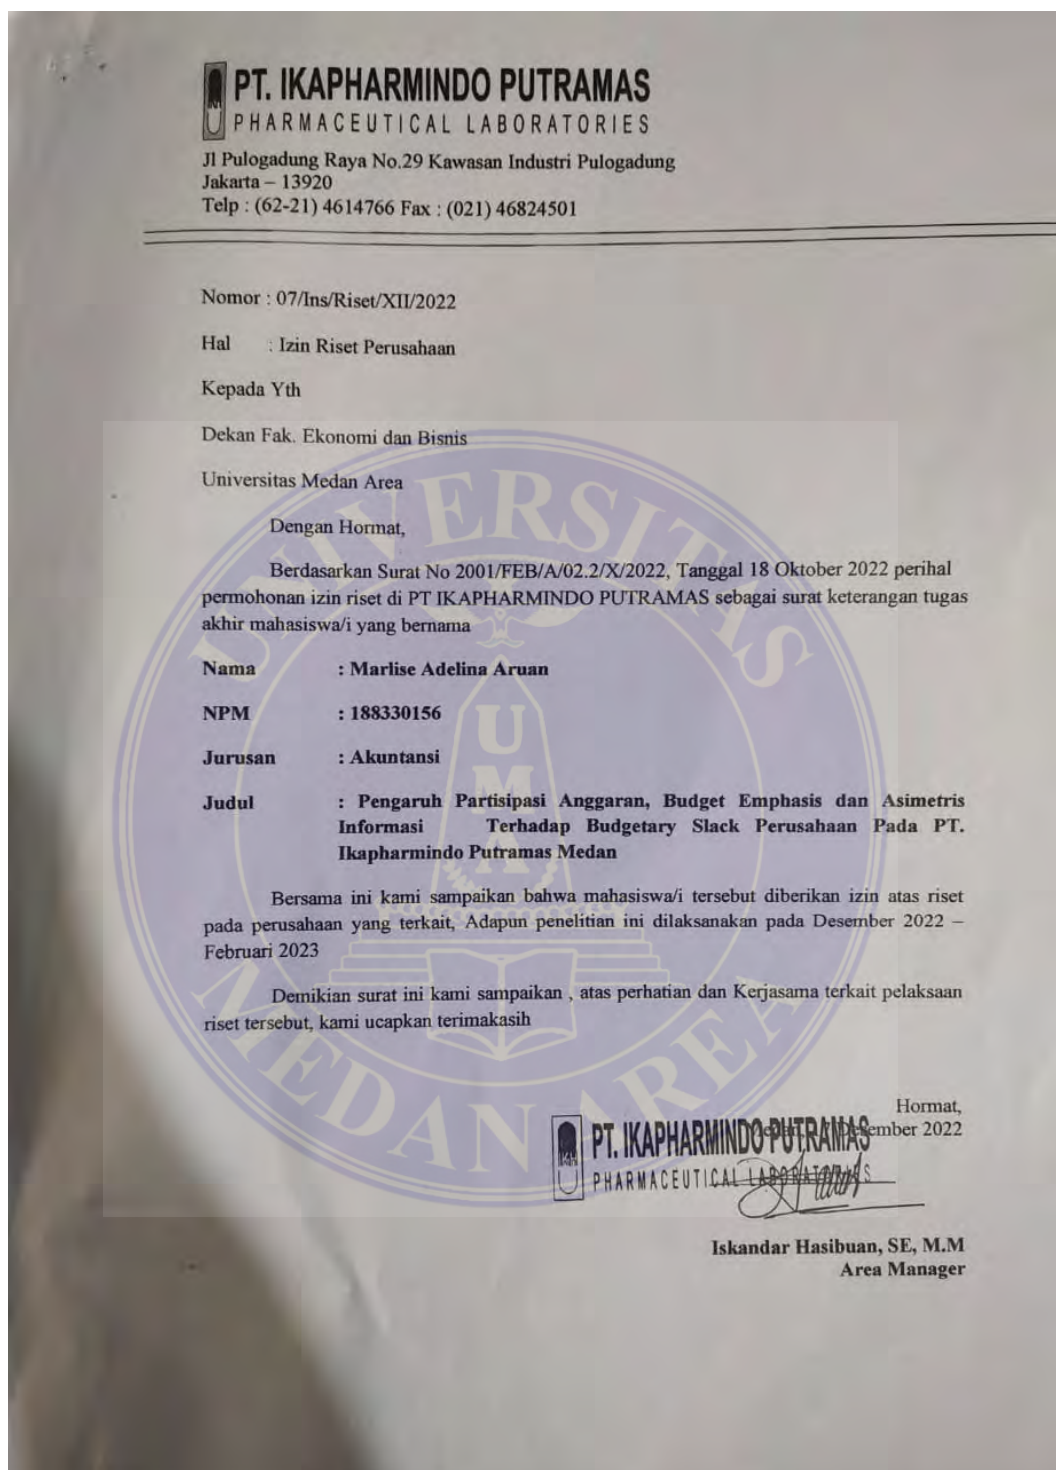 PT. IKAPHARMINDO PUTRAMAS
PHARMACEUTICAL LABORATORIES
Jl Pulogadung Raya No.29 Kawasan Industri Pulogadung
Jakarta – 13920
Telp : (62-21) 4614766 Fax : (021) 46824501
Nomor : 07/Ins/Riset/XII/2022
Hal : Izin Riset Perusahaan
Kepada Yth
Dekan Fak. Ekonomi dan Bisnis
Universitas Medan Area
Dengan Hormat,
Berdasarkan Surat No 2001/FEB/A/02.2/X/2022, Tanggal 18 Oktober 2022 perihal
permohonan izin riset di PT IKAPHARMINDO PUTRAMAS sebagai surat keterangan tugas
akhir mahasiswa/i yang bernama
Nama : Marlise Adelina Aruan
NPM : 188330156
Jurusan : Akuntansi
Judul : Pengaruh Partisipasi Anggaran, Budget Emphasis dan Asimetris
Informasi Terhadap Budgetary Slack Perusahaan Pada PT.
Ikapharmindo Putramas Medan
Bersama ini kami sampaikan bahwa mahasiswa/i tersebut diberikan izin atas riset
pada perusahaan yang terkait, Adapun penelitian ini dilaksanakan pada Desember 2022 –
Februari 2023
Demikian surat ini kami sampaikan , atas perhatian dan Kerjasama terkait pelaksaan
riset tersebut, kami ucapkan terimakasih
Hormat,
2022
PT. IKAPHARMINDO PUTRAMAS
PHARMACEUTICAL LABORATORIES
Iskandar Hasibuan, SE, M.M
Area Manager
UNIVERSITAS
MEDAN AREA
UMA